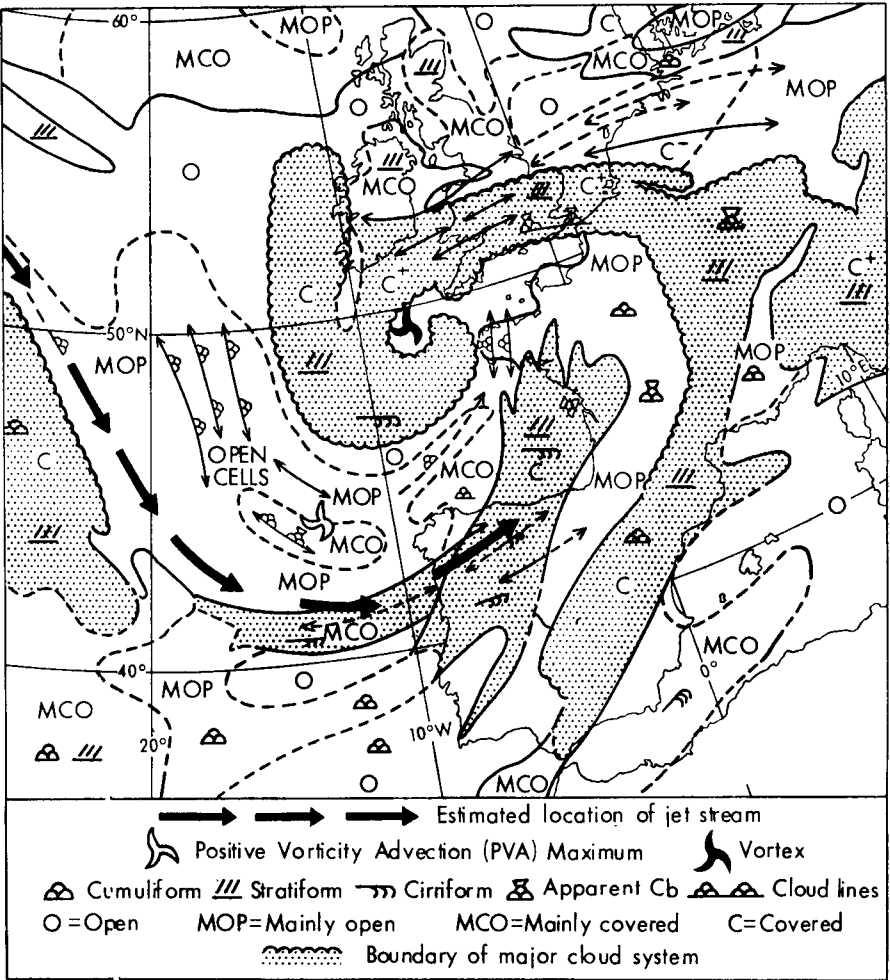 60°
MOP
C
MOP
MCO
MCO
MOP
MCO
C⁻
MCO
C⁺
MOP
C⁺
C
C⁺
50°N
MOP
MOP
10°E
C
OPEN
CELLS
MCO
C
MOP
MOP
MCO
MOP
C
MCO
MCO
40°
MOP
0°
MCO
10°W
20°
MCO
Estimated location of jet stream
Positive Vorticity Advection (PVA) Maximum
Vortex
Cumuliform
Stratiform
Cirriform
Apparent Cb
Cloud lines
=Open
MOP=Mainly open
MCO=Mainly covered
C=Covered
Boundary of major cloud system